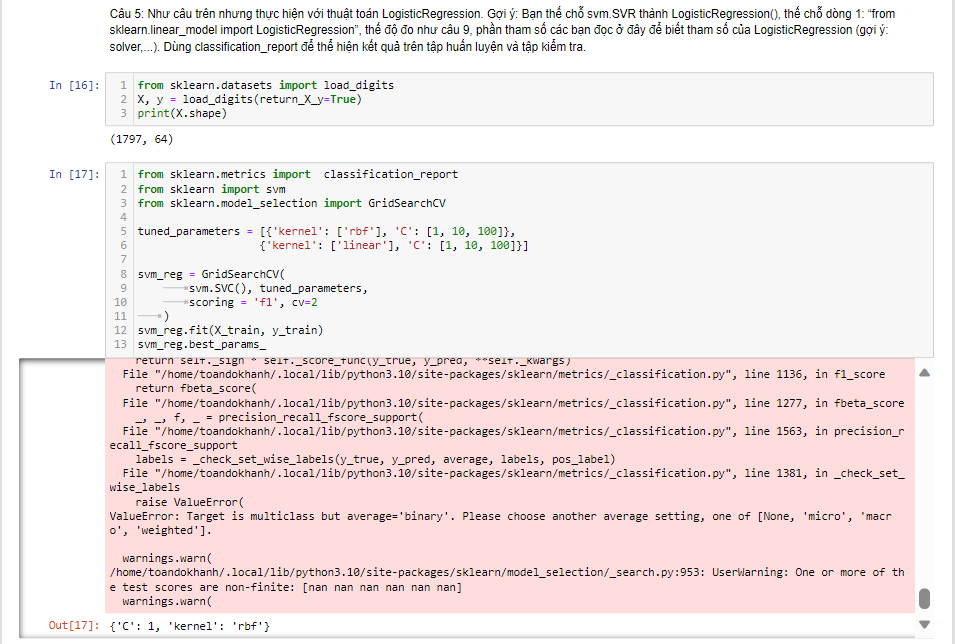 Câu 5: Như câu trên nhưng thực hiện với thuật toán LogisticRegression. Gợi ý: Bạn thế chỗ svm.SVR thành LogisticRegression(), thế chỗ dòng 1: “from
sklearn.linear_model import LogisticRegression”, thế độ đo như câu 9, phần tham số các bạn đọc ở đây để biết tham số của LogisticRegression (gợi ý:
solver,...). Dùng classification_report để thể hiện kết quả trên tập huấn luyện và tập kiểm tra.
In [16]: 1 from sklearn.datasets import load_digits
2 X, y = load_digits(return_X_y=True)
3 print(X.shape)
(1797, 64)
In [17]: 1 from sklearn.metrics import  classification_report
2 from sklearn import svm
3 from sklearn.model_selection import GridSearchCV
4
5 tuned_parameters = [{'kernel': ['rbf'], 'C': [1, 10, 100]},
6                    {'kernel': ['linear'], 'C': [1, 10, 100]}]
7
8 svm_reg = GridSearchCV(
9         svm.SVC(), tuned_parameters,
10         scoring = 'f1', cv=2
11     )
12 svm_reg.fit(X_train, y_train)
13 svm_reg.best_params_
return self._sign * self._score_func(y_true, y_pred, **self._kwargs)
File "/home/toandokhanh/.local/lib/python3.10/site-packages/sklearn/metrics/_classification.py", line 1136, in f1_score
return fbeta_score(
File "/home/toandokhanh/.local/lib/python3.10/site-packages/sklearn/metrics/_classification.py", line 1277, in fbeta_score
_, _, f, _ = precision_recall_fscore_support(
File "/home/toandokhanh/.local/lib/python3.10/site-packages/sklearn/metrics/_classification.py", line 1563, in precision_r
ecall_fscore_support
labels = _check_set_wise_labels(y_true, y_pred, average, labels, pos_label)
File "/home/toandokhanh/.local/lib/python3.10/site-packages/sklearn/metrics/_classification.py", line 1381, in _check_set_
wise_labels
raise ValueError(
ValueError: Target is multiclass but average='binary'. Please choose another average setting, one of [None, 'micro', 'macr
o', 'weighted'].
warnings.warn(
/home/toandokhanh/.local/lib/python3.10/site-packages/sklearn/model_selection/_search.py:953: UserWarning: One or more of th
e test scores are non-finite: [nan nan nan nan nan nan]
warnings.warn(
Out[17]: {'C': 1, 'kernel': 'rbf'}